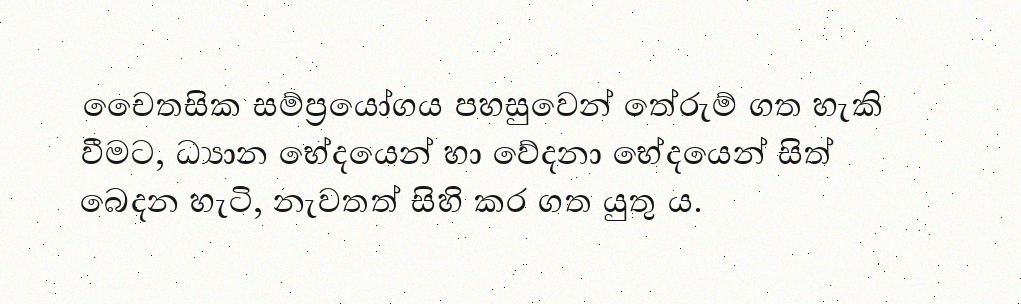 චෛතසික සම්ප්‍රයෝගය පහසුවෙන් තේරුම් ගත හැකි
වීමට, ධ්‍යාන භේදයෙන් හා වේදනා භේදයෙන් සිත්
බෙදන හැටි, නැවතත් සිහි කර ගත යුතු ය.